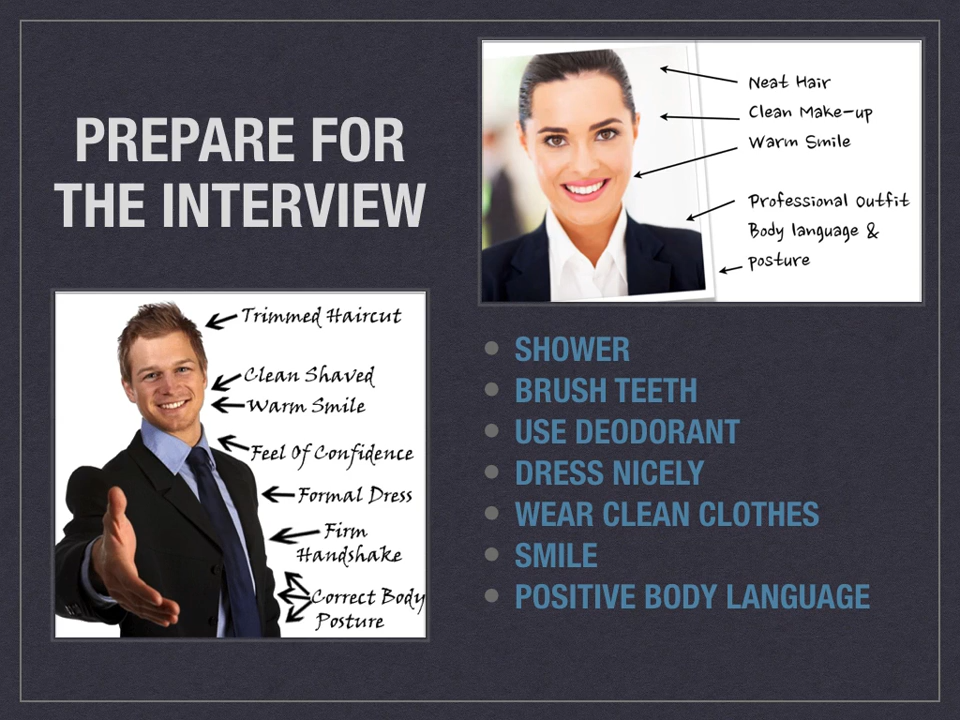 PREPARE FOR
THE INTERVIEW
Neat Hair
Clean Make-up
Warm Smile
Professional Outfit
Body language &
posture
Trimmed Haircut
Clean Shaved
Warm Smile
Feel Of Confidence
Formal Dress
Firm
Handshake
Correct Body
Posture
• SHOWER
• BRUSH TEETH
• USE DEODORANT
• DRESS NICELY
• WEAR CLEAN CLOTHES
• SMILE
• POSITIVE BODY LANGUAGE